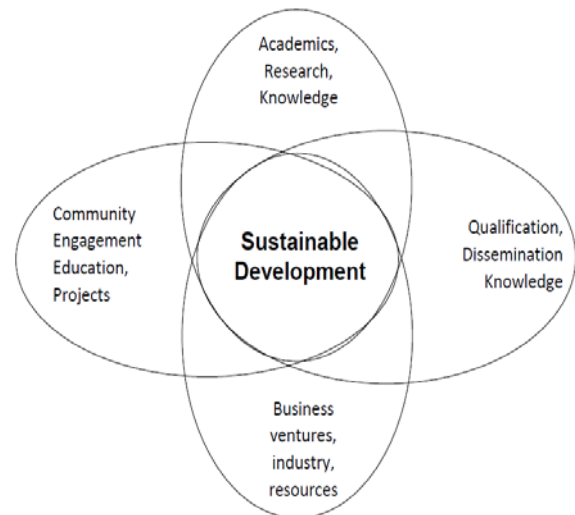 Academics,
Research,
Knowledge
Community
Engagement
Education,
Projects
Sustainable
Development
Qualification,
Dissemination
Knowledge
Business
ventures,
industry,
resources